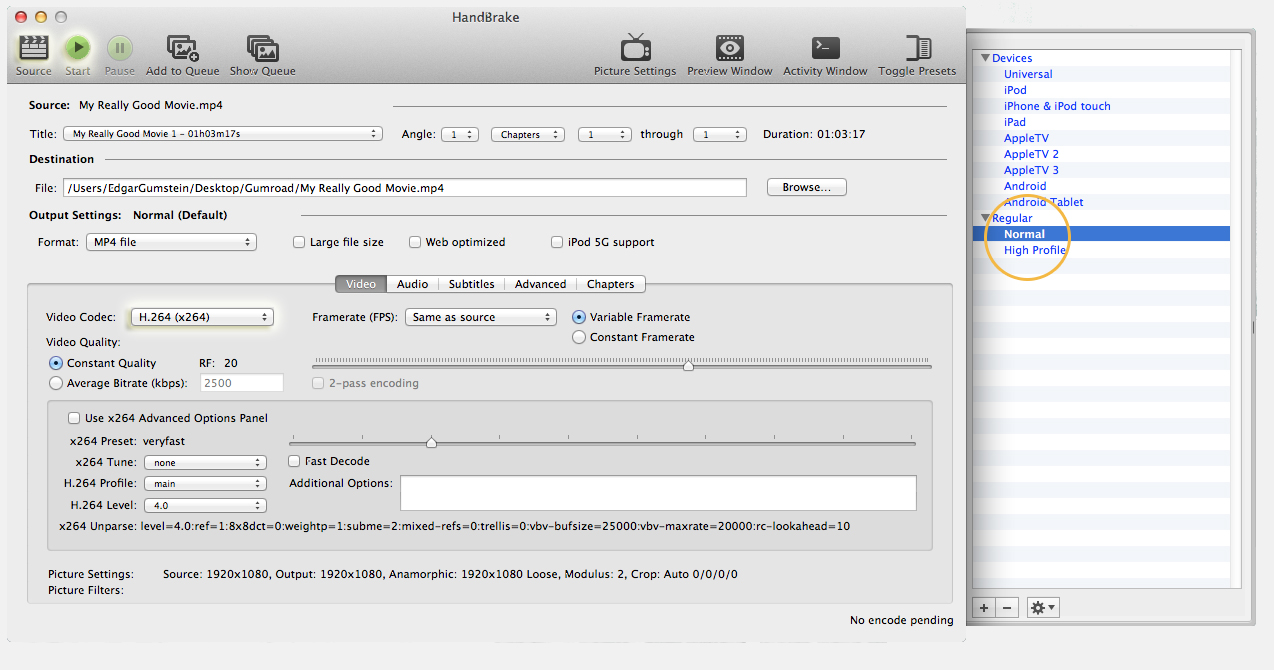 HandBrake
Source Start Pause Add to Queue Show Queue Picture Settings Preview Window Activity Window Toggle Presets
Source: My Really Good Movie.mp4
Title: My Really Good Movie 1 - 01h03m17s Angle: 1 Chapters 1 through 1 Duration: 01:03:17
Destination
File: /Users/EdgarGumstein/Desktop/Gumroad/My Really Good Movie.mp4 Browse...
Output Settings: Normal (Default)
Format: MP4 file Large file size Web optimized iPod 5G support
Video Audio Subtitles Advanced Chapters
Video Codec: H.264 (x264) Framerate (FPS): Same as source Variable Framerate
Constant Framerate
Video Quality:
Constant Quality RF: 20
Average Bitrate (kbps): 2500 2-pass encoding
Use x264 Advanced Options Panel
x264 Preset: veryfast
x264 Tune: none Fast Decode
H.264 Profile: main Additional Options:
H.264 Level: 4.0
x264 Unparse: level=4.0:ref=1:8x8dct=0:weightp=1:subme=2:mixed-refs=0:trellis=0:vbv-bufsize=25000:vbv-maxrate=20000:rc-lookahead=10
Picture Settings: Source: 1920x1080, Output: 1920x1080, Anamorphic: 1920x1080 Loose, Modulus: 2, Crop: Auto 0/0/0/0
Picture Filters:
No encode pending
Devices
Universal
iPod
iPhone & iPod touch
iPad
AppleTV
AppleTV 2
AppleTV 3
Android
Android Tablet
Regular
Normal
High Profile